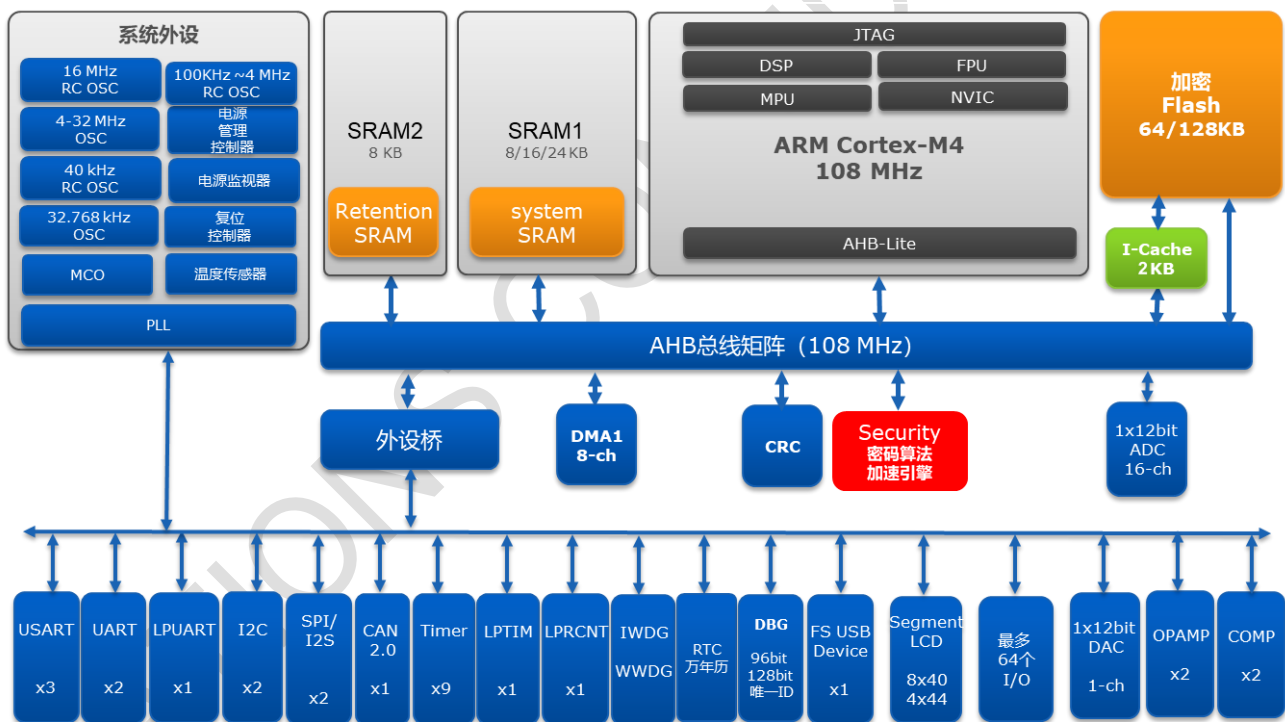 系统外设
16 MHz
RC OSC
100KHz ~4 MHz
RC OSC
4-32 MHz
OSC
电源
管理
控制器
40 kHz
RC OSC
电源监视器
32.768 kHz
OSC
复位
控制器
MCO
温度传感器
PLL
SRAM2
8 KB
Retention
SRAM
SRAM1
8/16/24KB
system
SRAM
JTAG
DSP
FPU
MPU
NVIC
ARM Cortex-M4
108 MHz
AHB-Lite
加密
Flash
64/128KB
I-Cache
2KB
AHB总线矩阵（108 MHz）
外设桥
DMA1
8-ch
CRC
Security
密码算法
加速引擎
1x12bit
ADC
16-ch
USART
x3
UART
x2
LPUART
x1
I2C
x2
SPI/
I2S
x2
CAN
2.0
x1
Timer
x9
LPTIM
x1
LPRCNT
x1
IWDG
WWDG
RTC
万年历
DBG
96bit
128bit
唯一ID
FS USB
Device
x1
Segment
LCD
8x40
4x44
最多
64个
I/O
1x12bit
DAC
1-ch
OPAMP
x2
COMP
x2